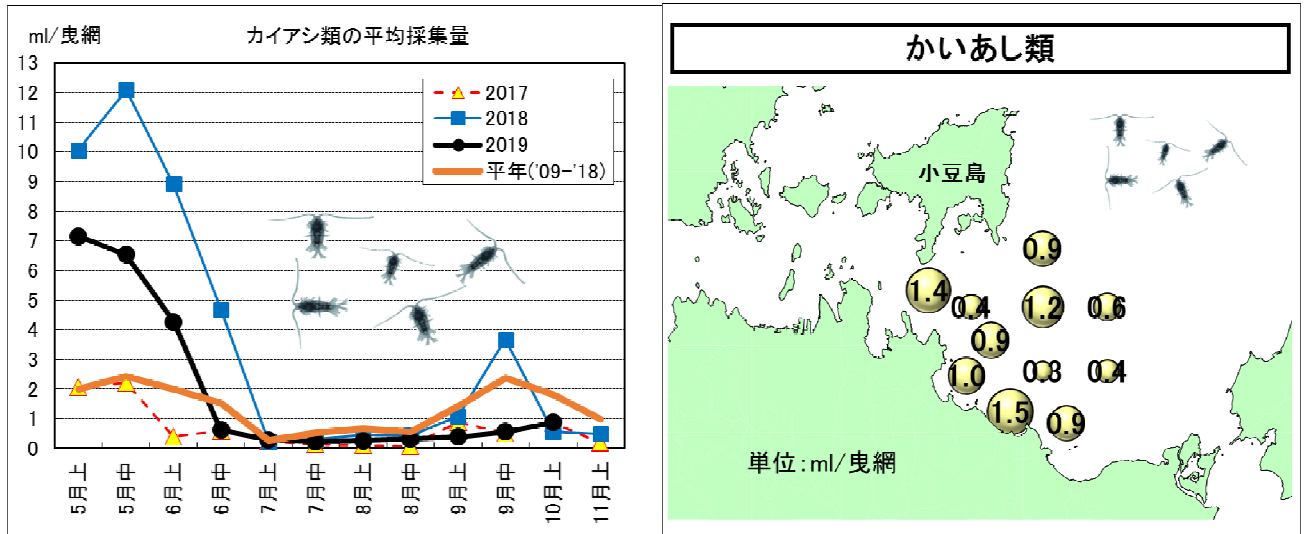 ml/曳網
カイアシ類の平均採集量
13
12
11
10
9
8
7
6
5
4
3
2
1
0
2017
2018
2019
平年('09-'18)
5月上
5月中
6月上
6月中
7月上
7月中
8月上
8月中
9月上
9月中
10月上
11月上
かいあし類
小豆島
0.9
1.4
0.4
1.2
0.6
0.9
1.0
0.3
0.4
1.5
0.9
単位:ml/曳網